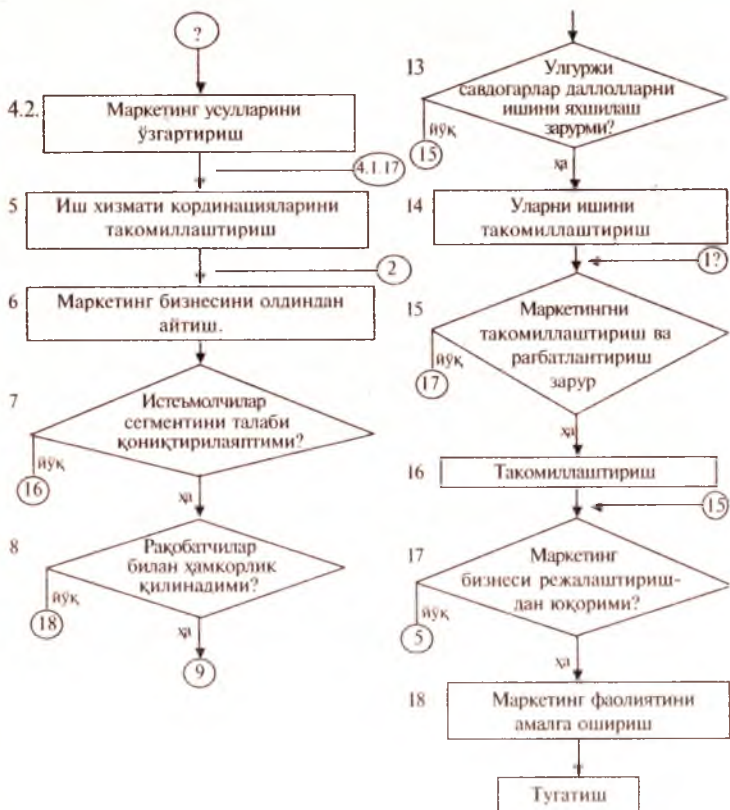 ?
4.2.
Маркетинг усулларини
ўзгартириш
4.1.17
5
Иш хизмати кординацияларини
такомиллаштириш
2
6
Маркетинг бизнесини олдиндан
айтиш.
7
Истеъмолчилар
сегментини талаби
қониқтирилаяптими?
йўқ
16
ҳа
8
Рақобатчилар
билан ҳамкорлик
қилинадими?
йўқ
18
ҳа
9
13
Улгуржи
савдогарлар даллолларни
ишини яхшилаш
зарурми?
йўқ
15
ҳа
14
Уларни ишини
такомиллаштириш
1?
15
Маркетингни
такомиллаштириш ва
рағбатлантириш
зарур
йўқ
17
ҳа
16
Такомиллаштириш
15
17
Маркетинг
бизнеси режалаштириш-
дан юқорими?
йўқ
5
ҳа
18
Маркетинг фаолиятини
амалга ошириш
Тугатиш